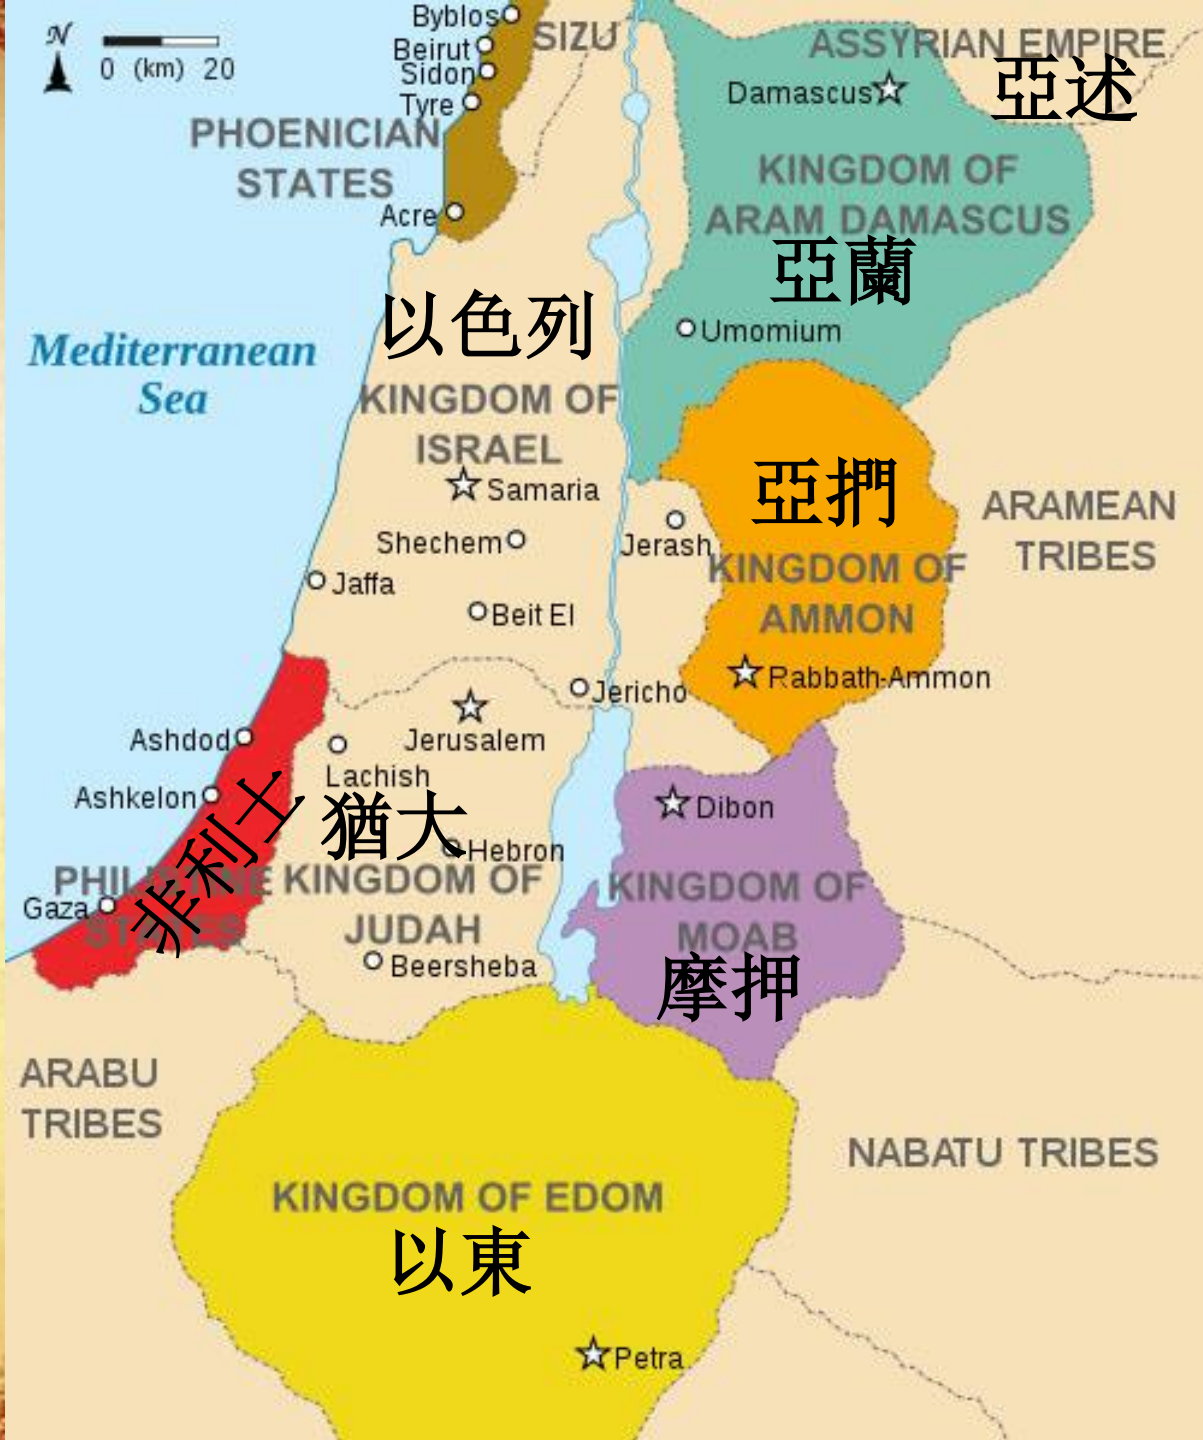 Byblos
SIZU
N
0 (km) 20
Beirut
ASSYRIAN EMPIRE
亞述
Sidon
Damascus
Tyre
PHOENICIAN
STATES
KINGDOM OF
ARAM DAMASCUS
亞蘭
Acre
以色列
Umomium
Mediterranean
Sea
KINGDOM OF
ISRAEL
Samaria
亞捫
ARAMEAN
TRIBES
Shechem
Jerash
KINGDOM OF
AMMON
Jaffa
Beit El
Rabbath-Ammon
Jericho
Ashdod
Jerusalem
Lachish
Ashkelon
非利士
猶大
Dibon
Hebron
PHILISTINE
STATES
Gaza
KINGDOM OF
JUDAH
KINGDOM OF
MOAB
摩押
Beersheba
ARABU
TRIBES
NABATU TRIBES
KINGDOM OF EDOM
以東
Petra